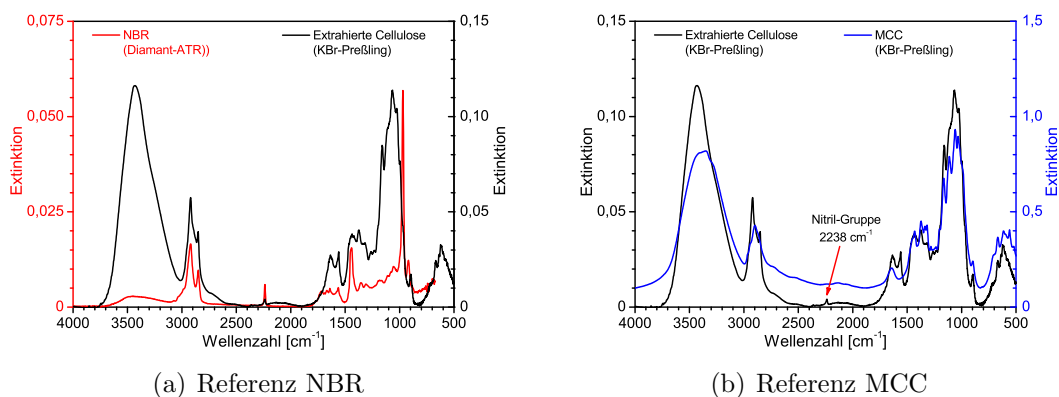 0,075
0,050
0,025
0,000
Extinktion
NBR
(Diamant-ATR))
Extrahierte Cellulose
(KBr-Preßling)
0,15
0,10
0,05
0,00
Extinktion
4000 3500 3000 2500 2000 1500 1000 500
Wellenzahl [cm⁻¹]
(a) Referenz NBR
0,15
0,10
0,05
0,00
Extinktion
Extrahierte Cellulose
(KBr-Preßling)
MCC
(KBr-Preßling)
Nitril-Gruppe
2238 cm⁻¹
1,5
1,0
0,5
0,0
Extinktion
4000 3500 3000 2500 2000 1500 1000 500
Wellenzahl [cm⁻¹]
(b) Referenz MCC